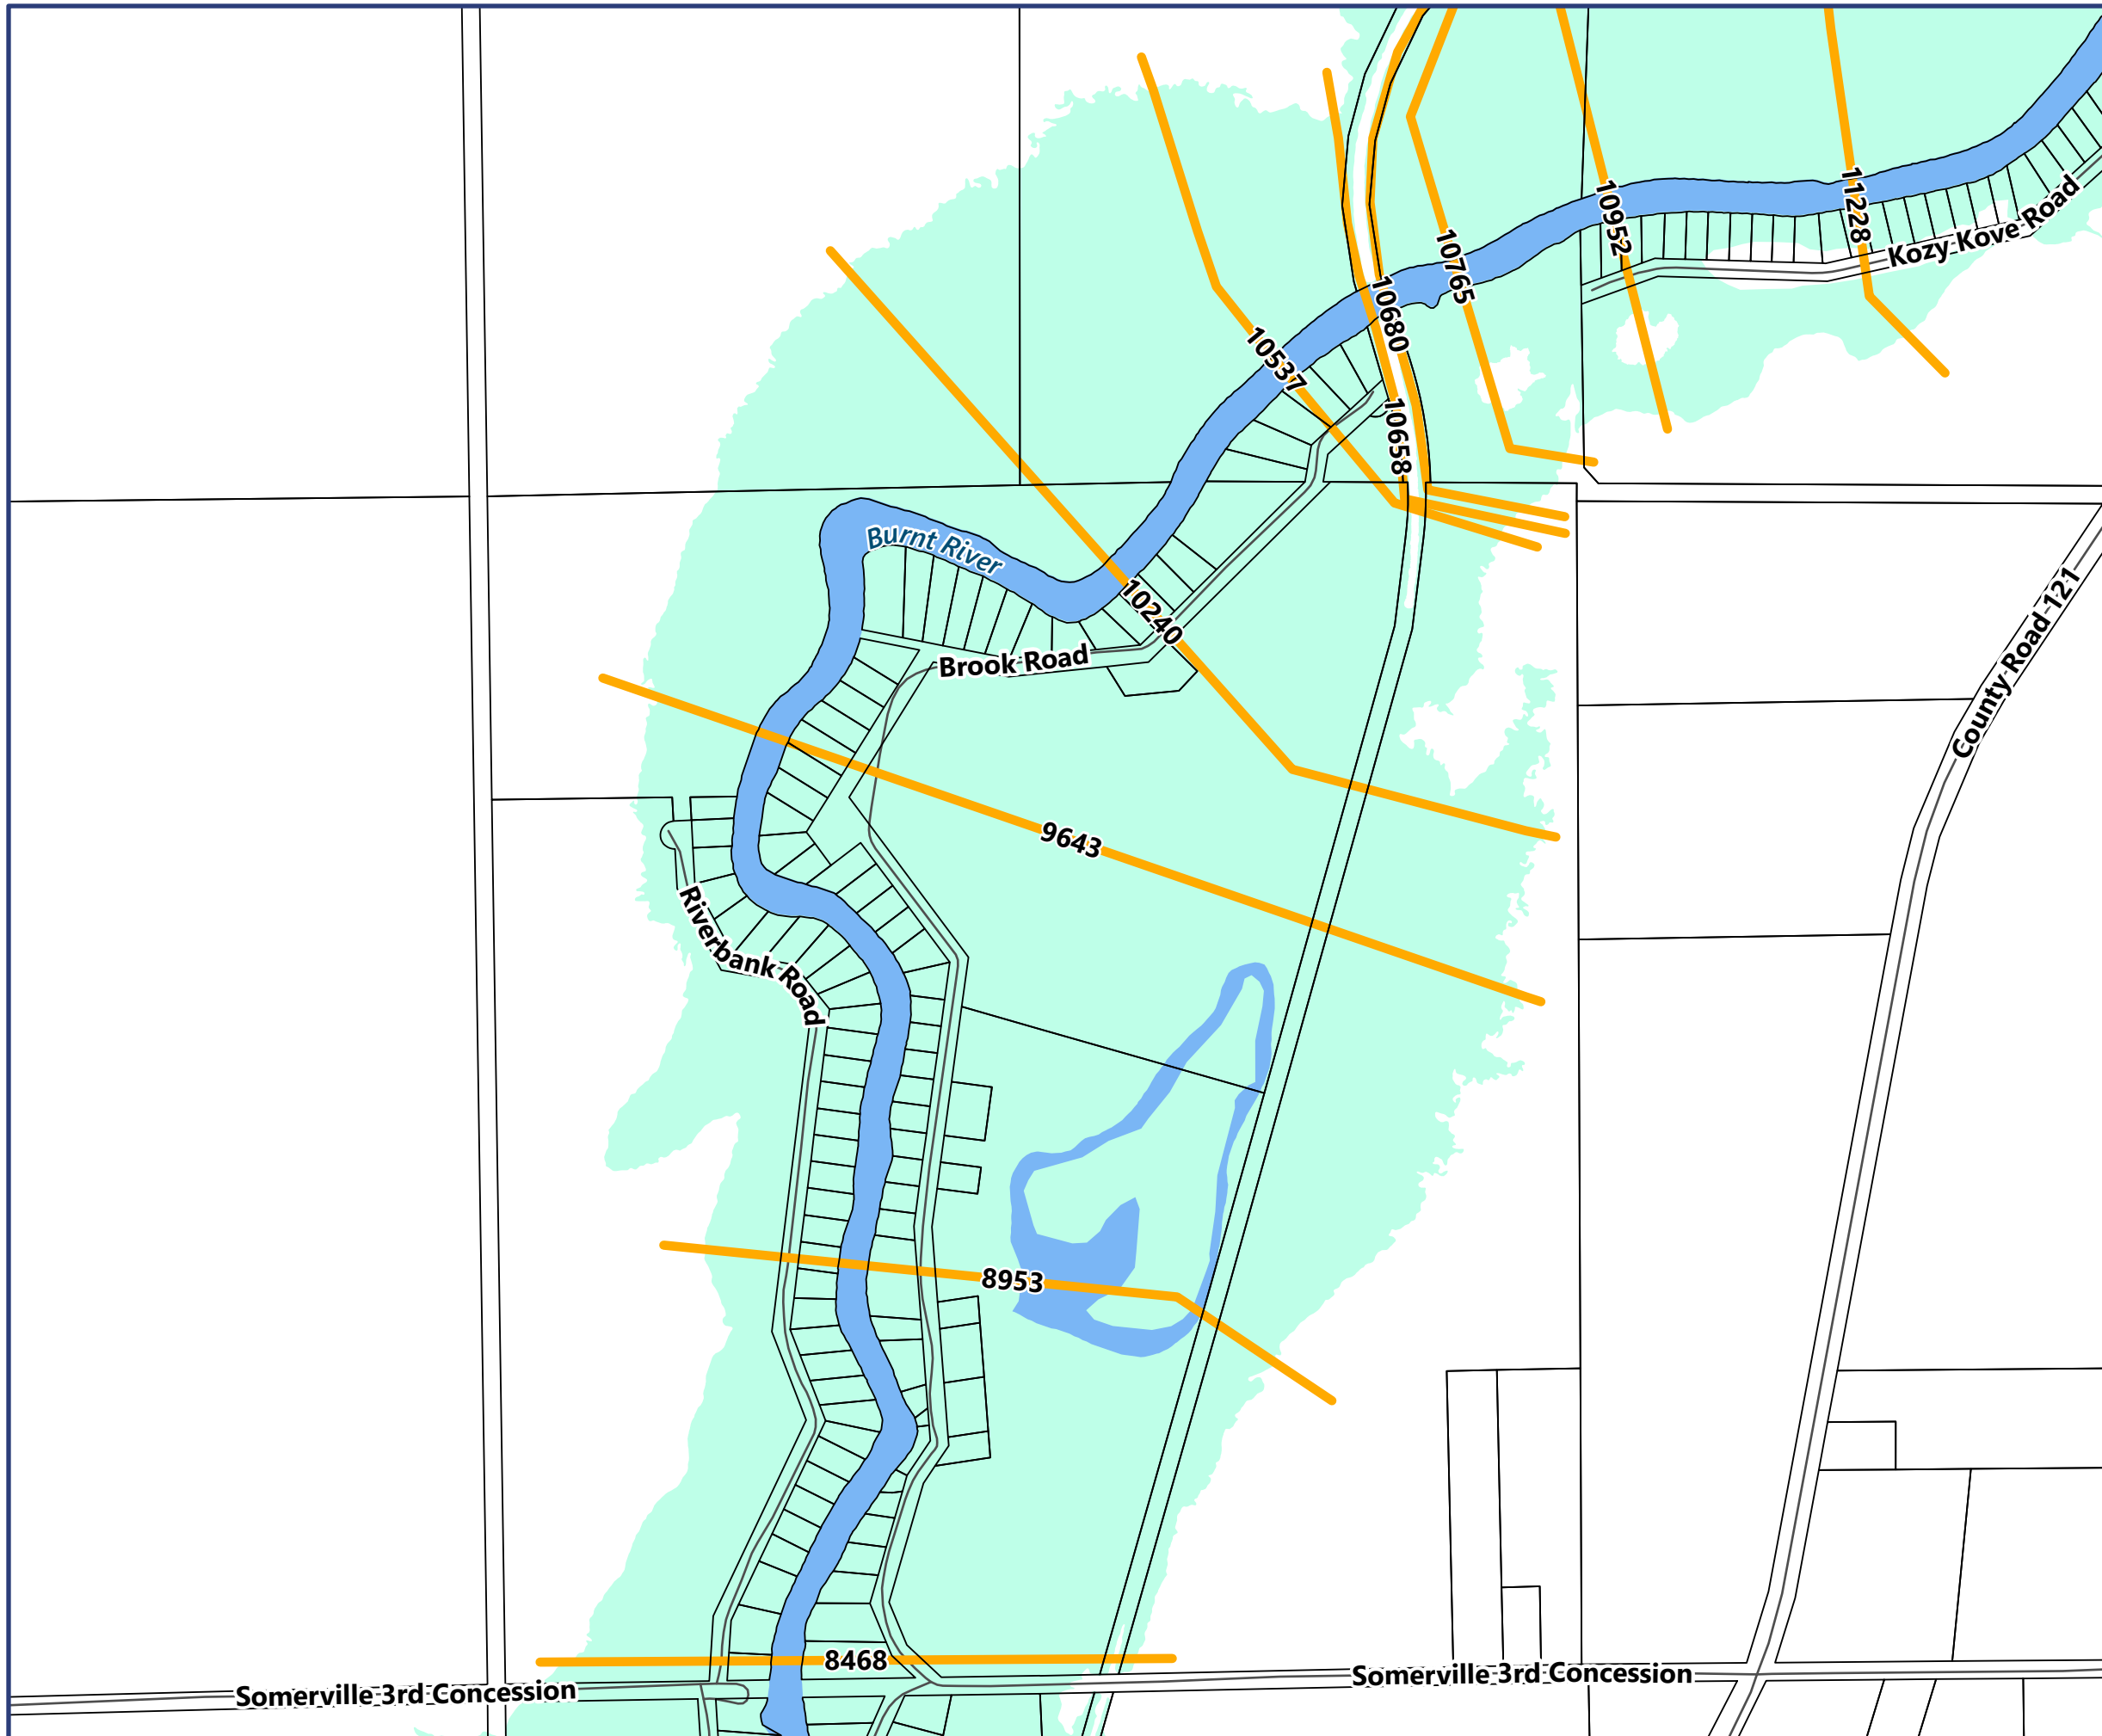 11228
10952
Kozy Kove Road
10765
10680
10537
10658
Burnt River
10240
Brook Road
County Road 121
9643
Riverbank Road
8953
8468
Somerville 3rd Concession
Somerville 3rd Concession